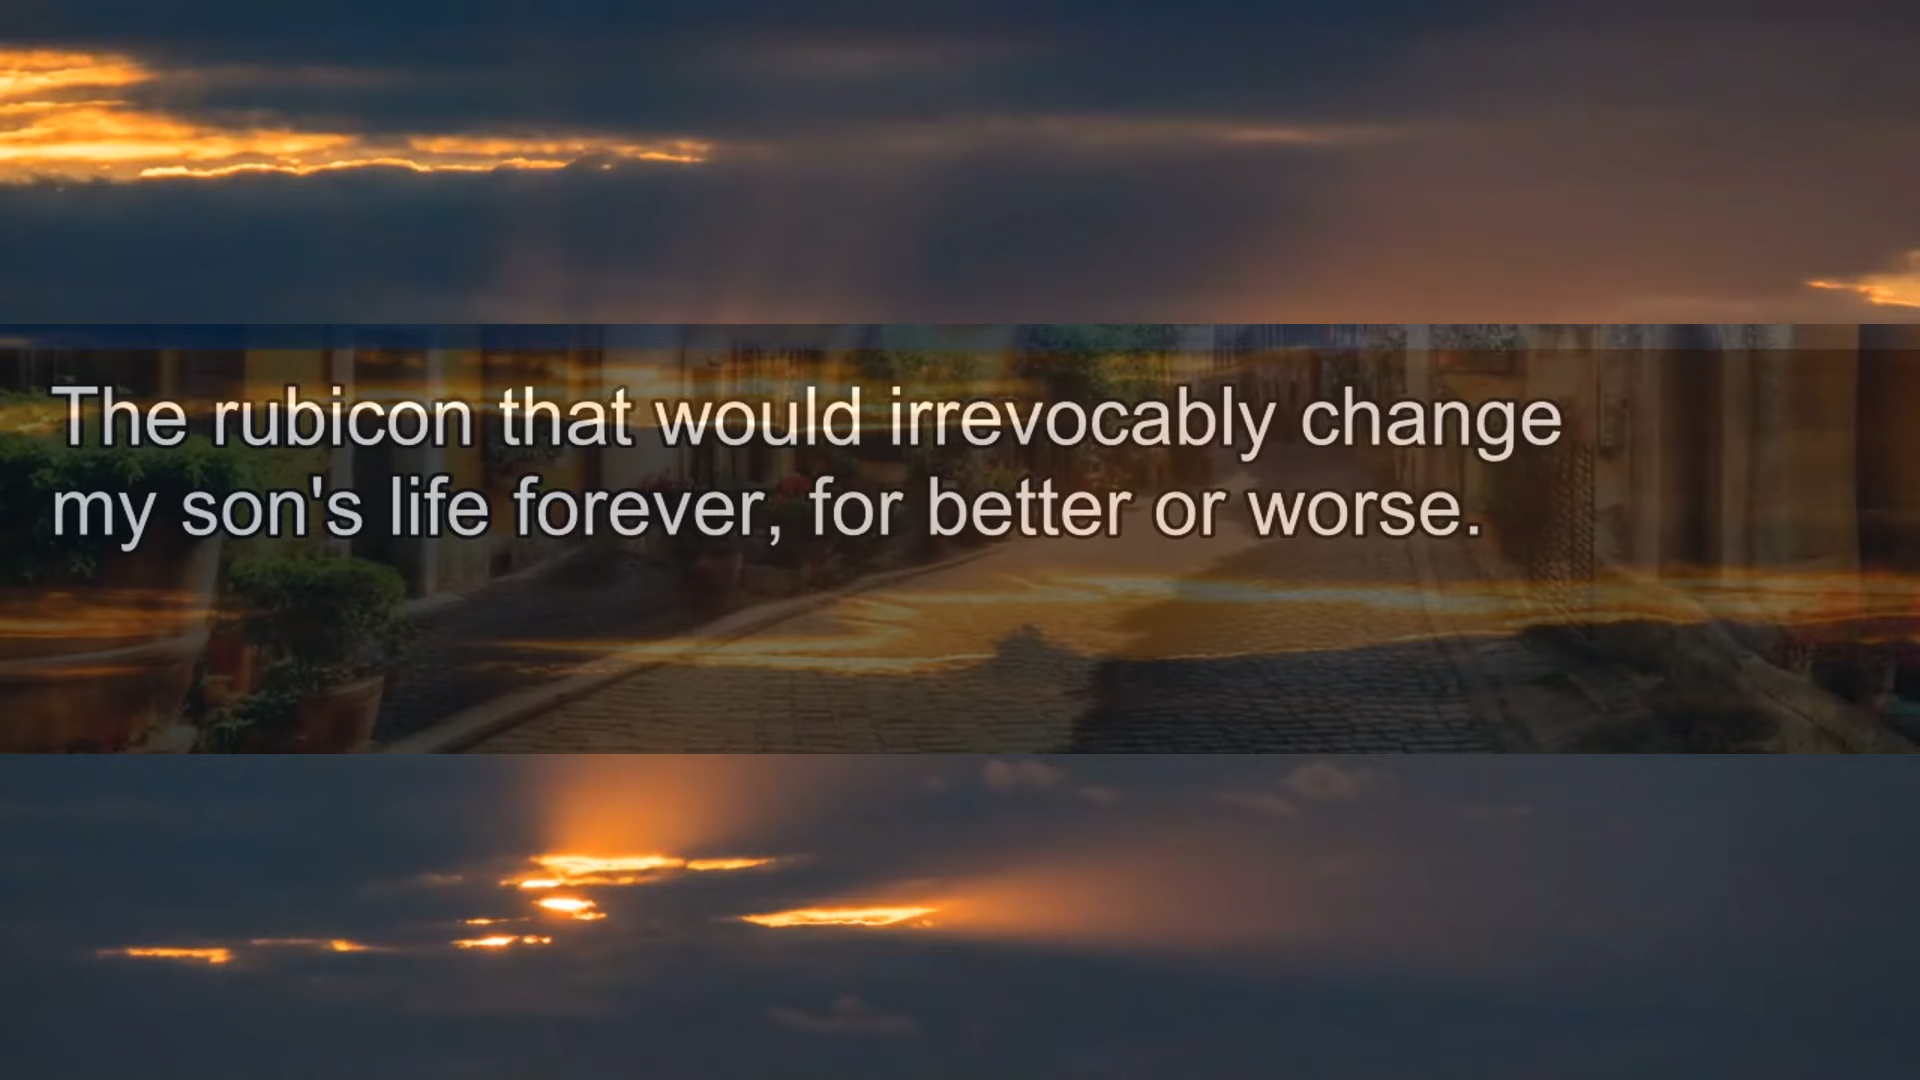 The rubicon that would irrevocably change
my son's life forever, for better or worse.